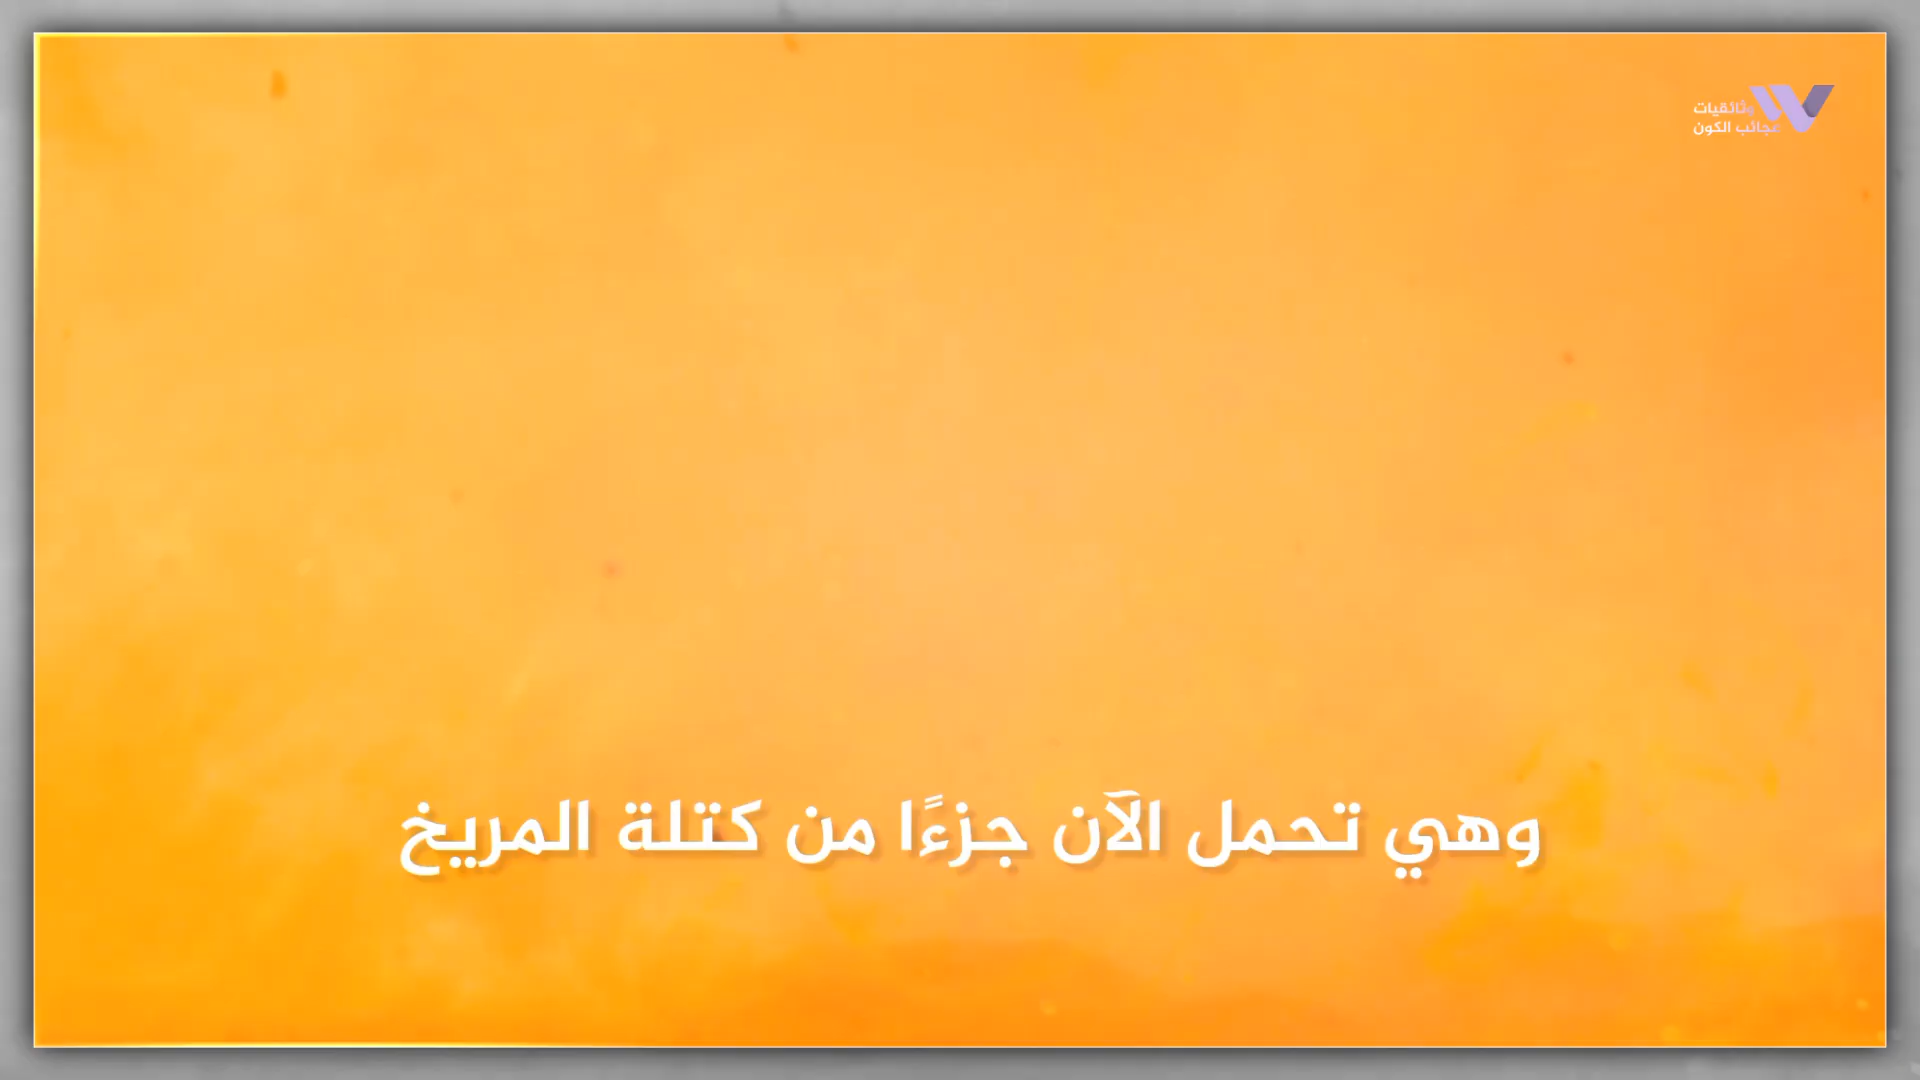 وثائقيات
عجائب الكون
وهي تحمل الآن جزءًا من كتلة المريخ